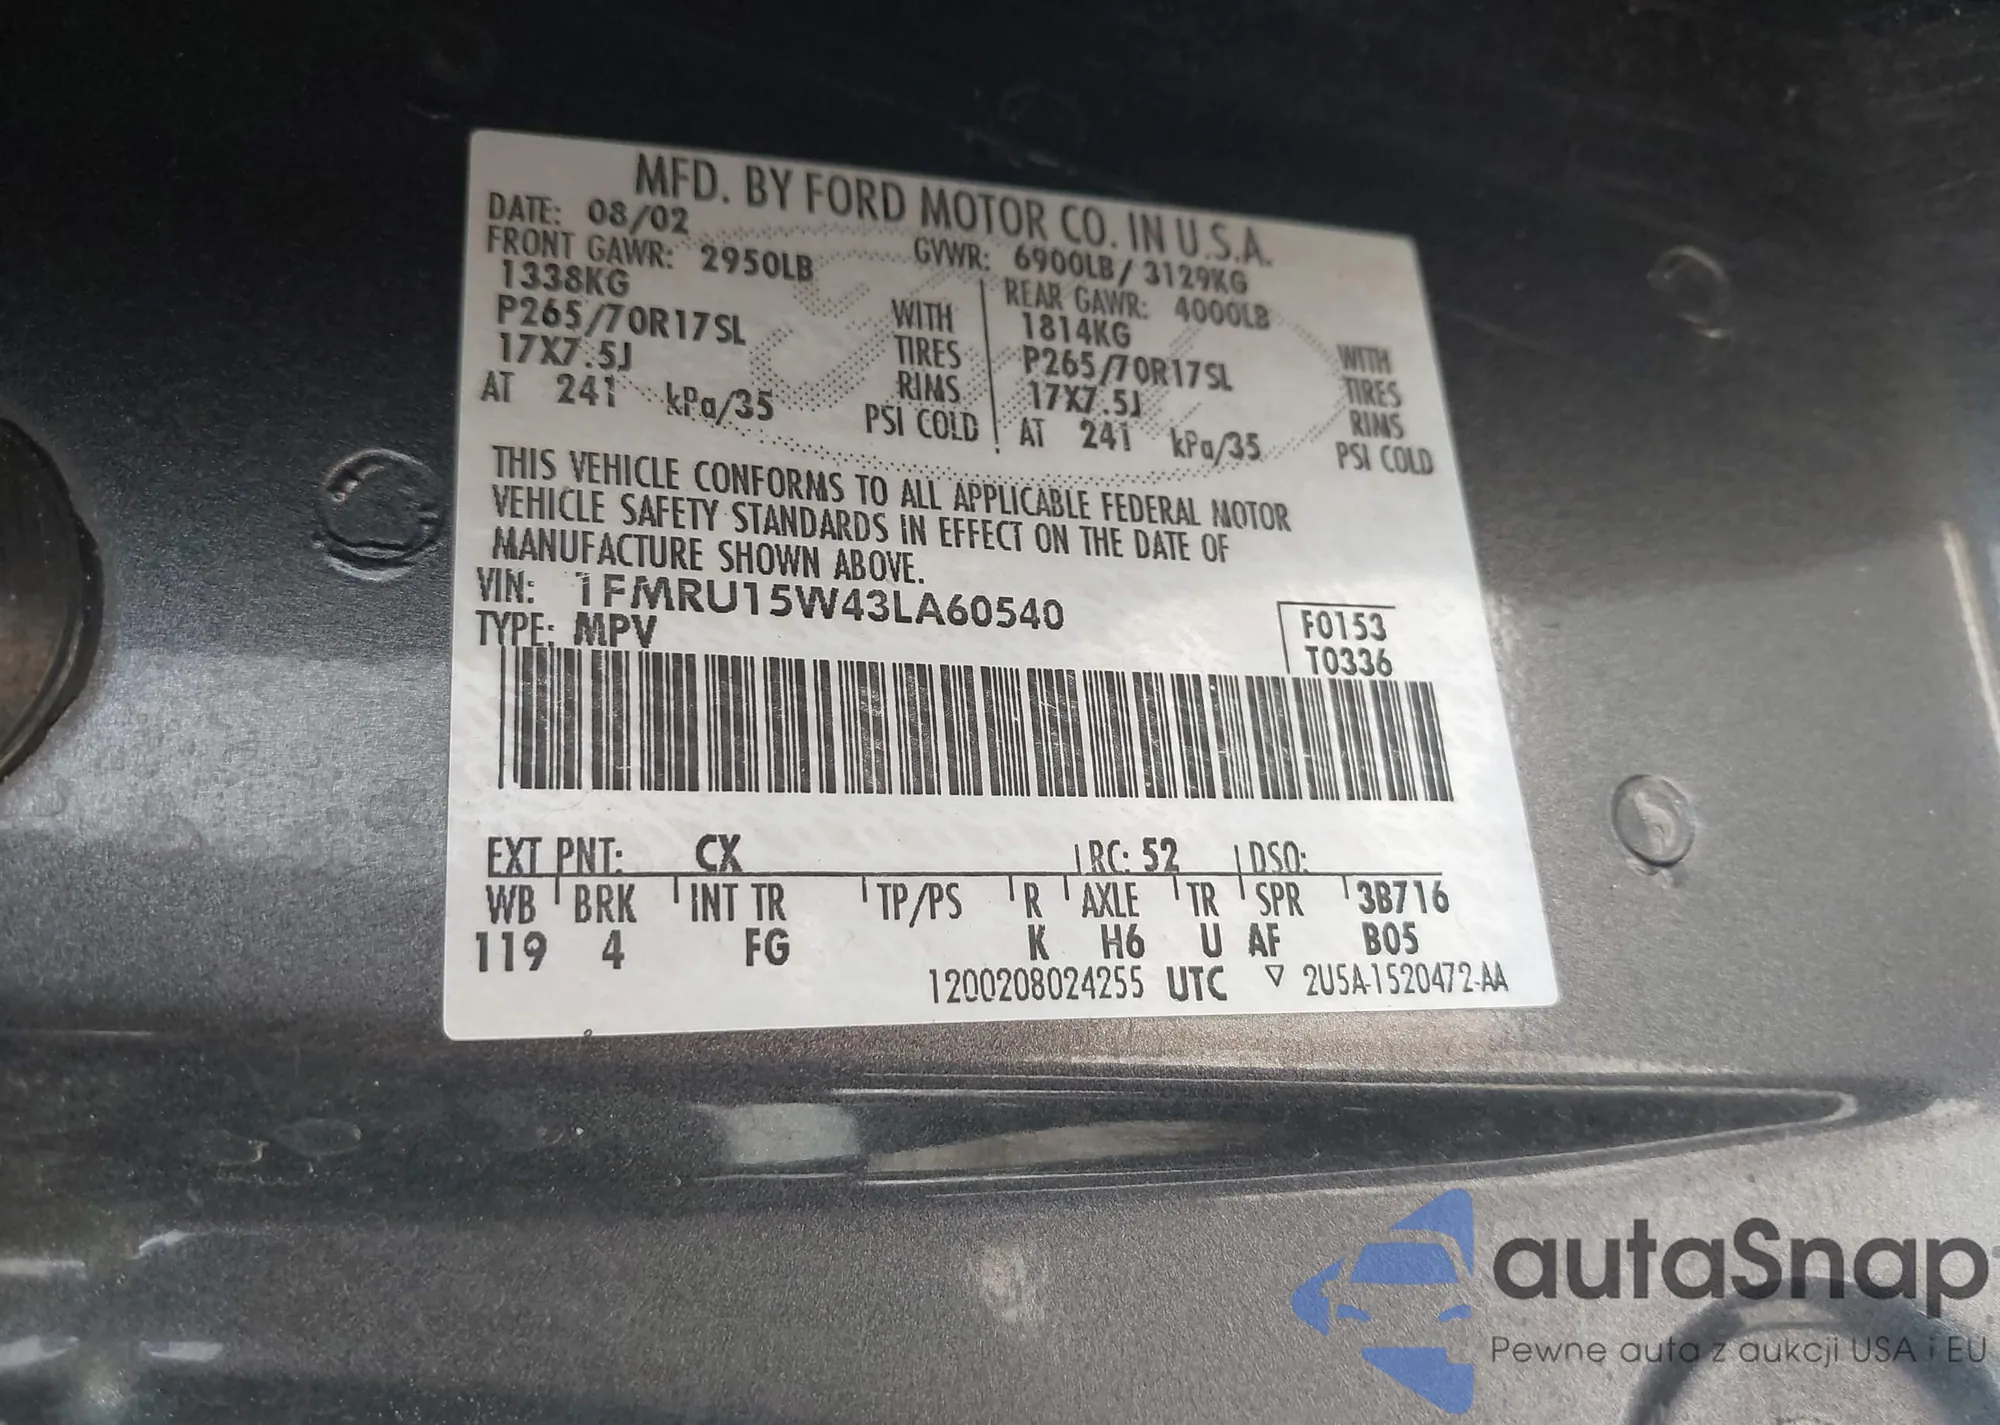 MFD. BY FORD MOTOR CO. IN U.S.A.
DATE: 08/02
GVWR: 6900LB / 3129KG
FRONT GAWR: 2950LB
1338KG WITH
P265/70R17SL TIRES
17X7.5J RIMS
AT 241 kPa/35 PSI COLD
REAR GAWR: 4000LB
1814KG WITH
P265/70R17SL TIRES
17X7.5J RIMS
AT 241 kPa/35 PSI COLD
THIS VEHICLE CONFORMS TO ALL APPLICABLE FEDERAL MOTOR
VEHICLE SAFETY STANDARDS IN EFFECT ON THE DATE OF
MANUFACTURE SHOWN ABOVE.
VIN: 1FMRU15W43LA60540
TYPE: MPV
F0153
T0336
EXT PNT: CX RC: 52 DSO:
WB BRK INT TR TP/PS R AXLE TR SPR 3B716
119 4 FG K H6 U AF B05
1200208024255 UTC ▽ 2U5A-1520472-AA
autaSnap
Pewne auta z aukcji USA i EU